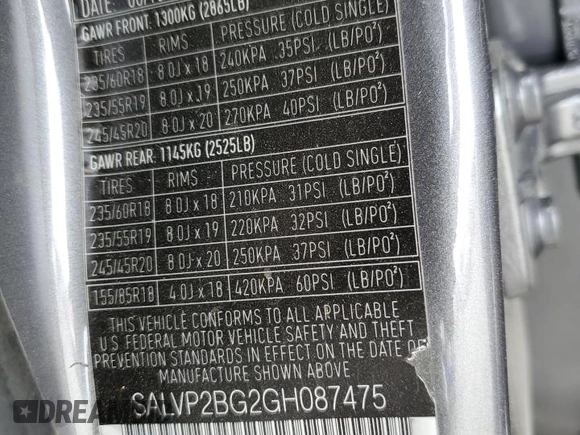 DATE:
GAWR FRONT. 1300KG (2865LB)
TIRES RIMS PRESSURE (COLD SINGLE)
235/60R18 8.0J x 18 240KPA 35PSI (LB/PO²)
235/55R19 8.0J x 19 250KPA 37PSI (LB/PO²)
245/45R20 8.0J x 20 270KPA 40PSI (LB/PO²)
GAWR REAR. 1145KG (2525LB)
TIRES RIMS PRESSURE (COLD SINGLE)
235/60R18 8.0J x 18 210KPA 31PSI (LB/PO²)
235/55R19 8.0J x 19 220KPA 32PSI (LB/PO²)
245/45R20 8.0J x 20 250KPA 37PSI (LB/PO²)
155/85R18 4.0J x 18 420KPA 60PSI (LB/PO²)
THIS VEHICLE CONFORMS TO ALL APPLICABLE
U.S. FEDERAL MOTOR VEHICLE SAFETY AND THEFT
PREVENTION STANDARDS IN EFFECT ON THE DATE OF
MANUFACTURE SHOWN ABOVE
SALVP2BG2GH087475